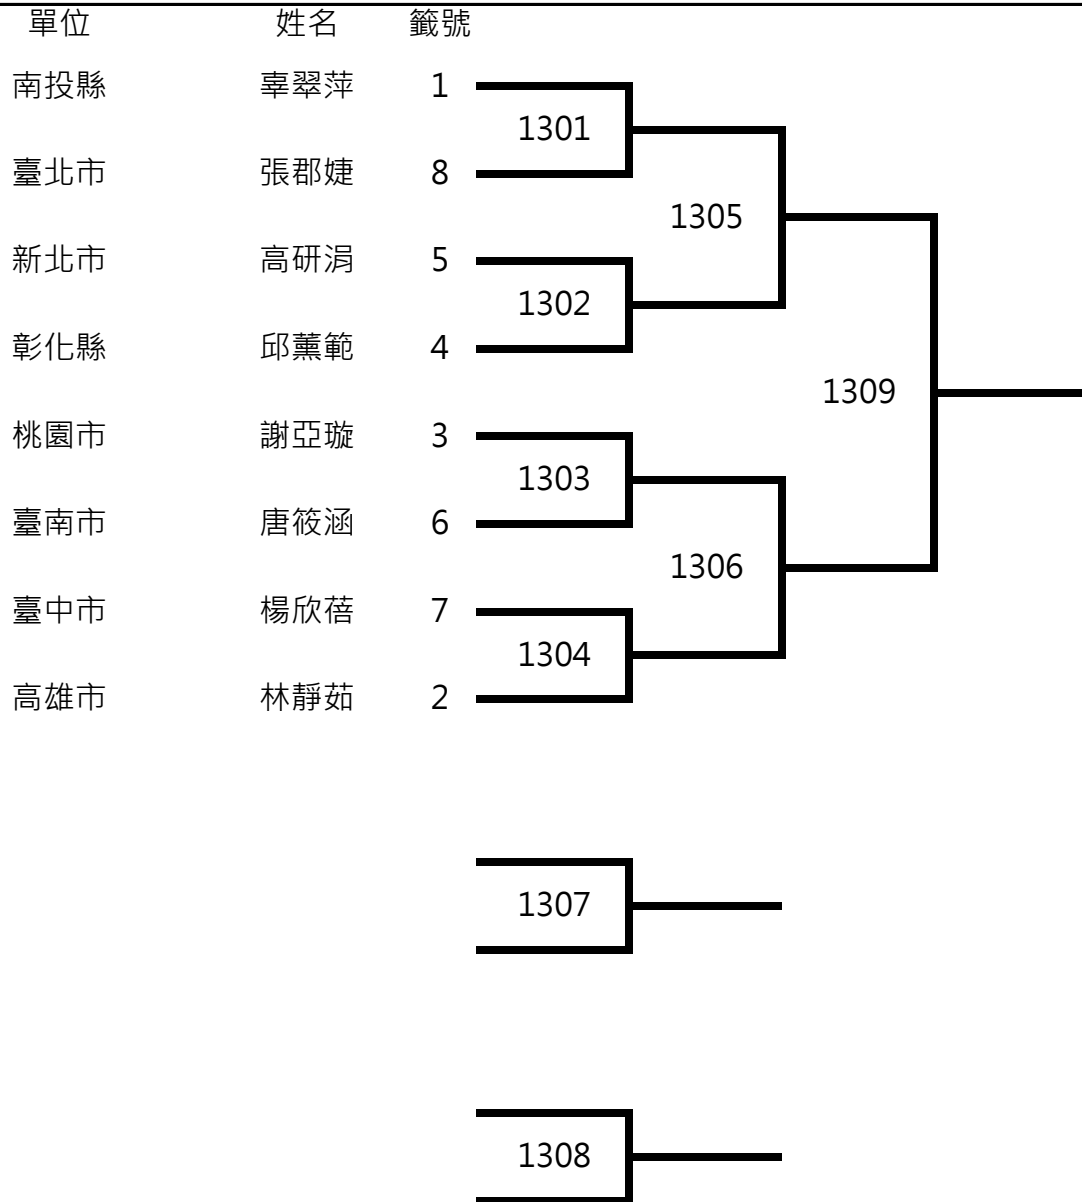 單位 姓名 籤號
南投縣 辜翠萍 1
1301
臺北市 張郡婕 8
1305
新北市 高研涓 5
1302
彰化縣 邱薰範 4
1309
桃園市 謝亞璇 3
1303
臺南市 唐筱涵 6
1306
臺中市 楊欣蓓 7
1304
高雄市 林靜茹 2
1307
1308